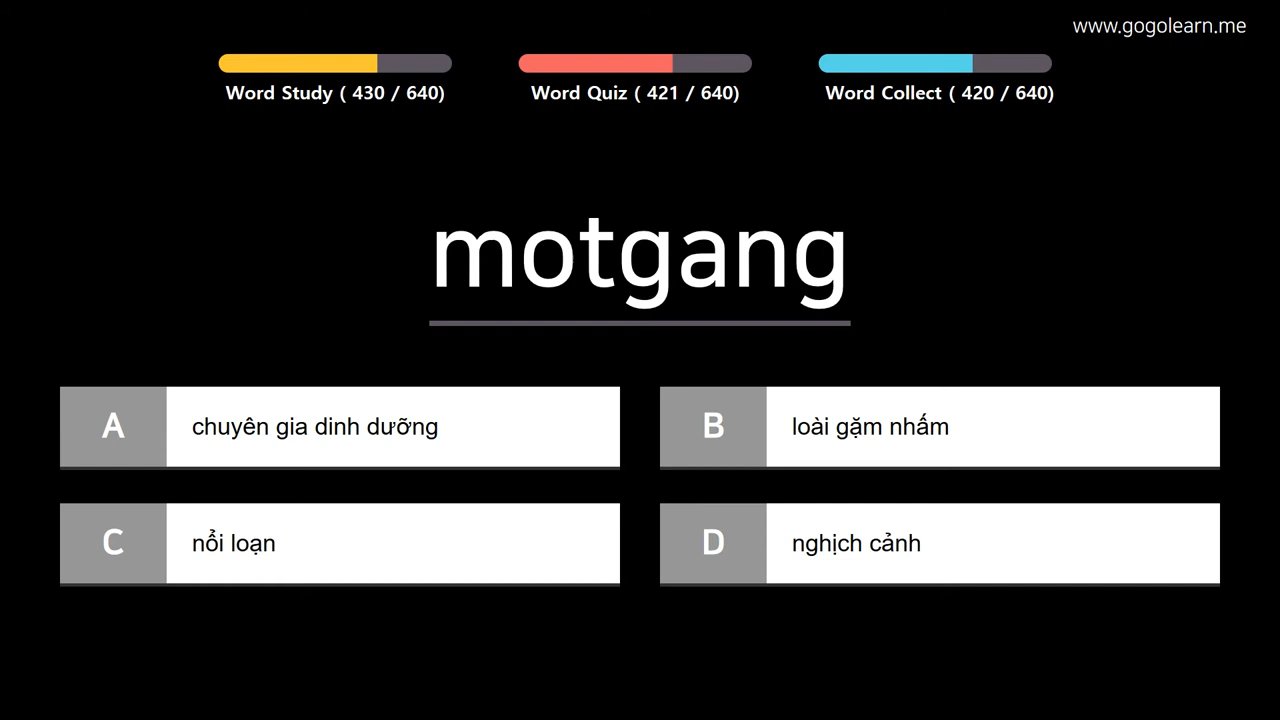 www.gogolearn.me
Word Study ( 430 / 640)
Word Quiz ( 421 / 640)
Word Collect ( 420 / 640)
motgang
A chuyên gia dinh dưỡng
B loài gặm nhấm
C nổi loạn
D nghịch cảnh